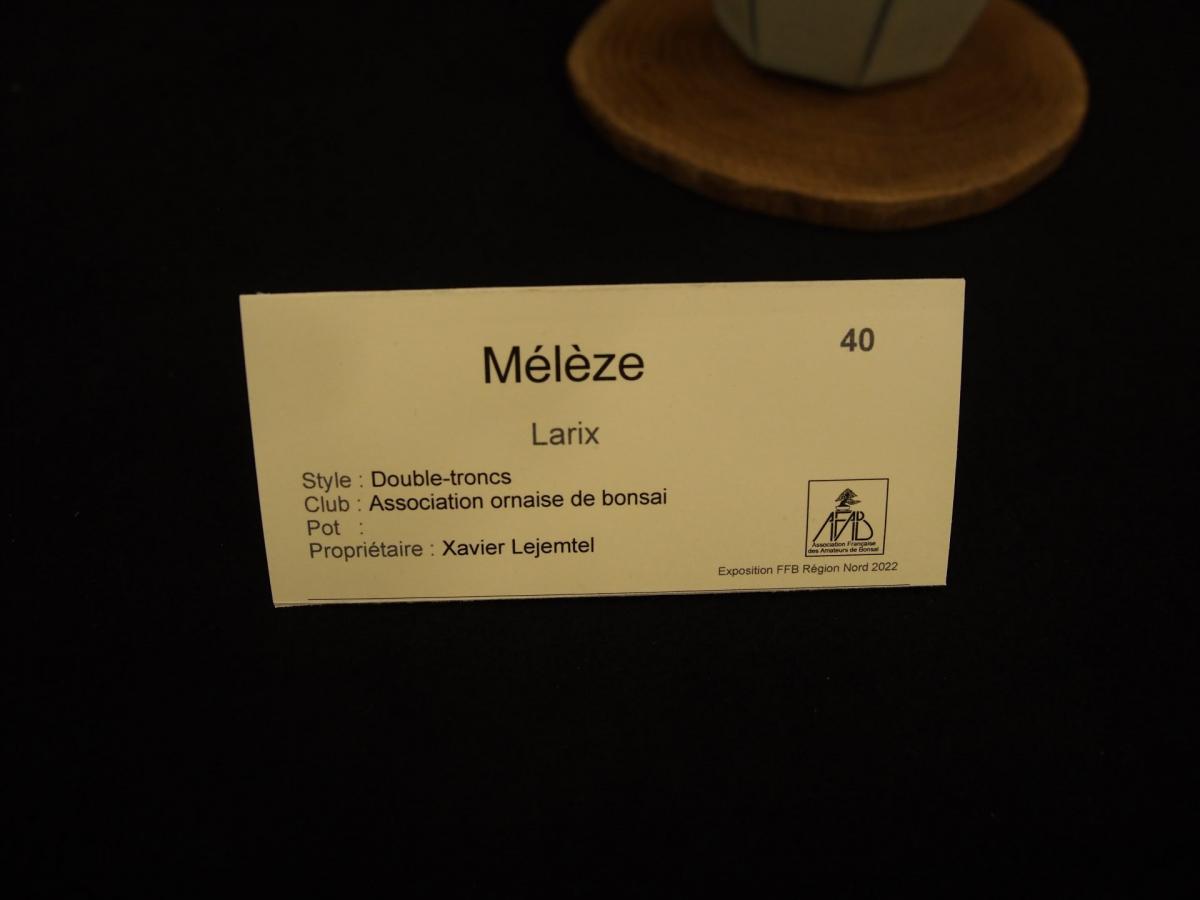 40
Mélèze
Larix
Style : Double-troncs
Club : Association ornaise de bonsai
Pot :
Propriétaire : Xavier Lejemtel
AFAB
Association Française
des Amateurs de Bonsaï
Exposition FFB Région Nord 2022